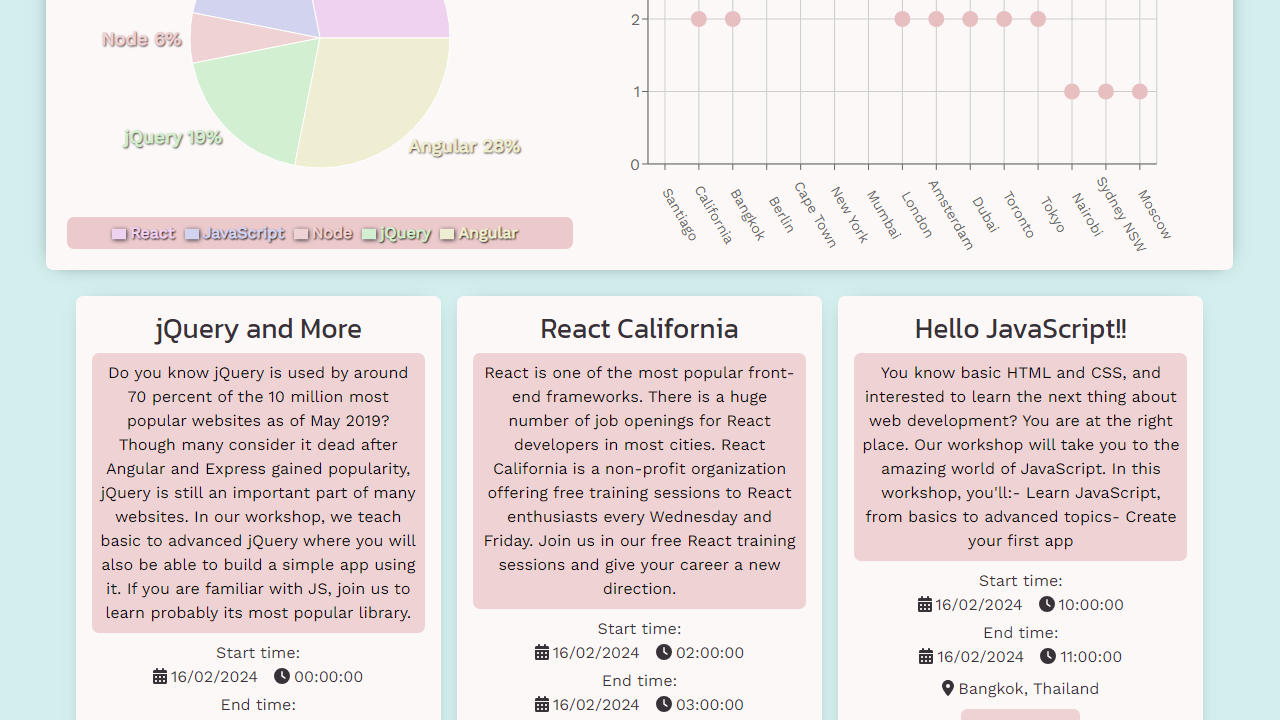 Node 6%
jQuery 19%
Angular 28%
React JavaScript Node jQuery Angular
2
1
0
Santiago
California
Bangkok
Berlin
Cape Town
New York
Mumbai
London
Amsterdam
Dubai
Toronto
Tokyo
Nairobi
Sydney NSW
Moscow
jQuery and More
Do you know jQuery is used by around
70 percent of the 10 million most
popular websites as of May 2019?
Though many consider it dead after
Angular and Express gained popularity,
jQuery is still an important part of many
websites. In our workshop, we teach
basic to advanced jQuery where you will
also be able to build a simple app using
it. If you are familiar with JS, join us to
learn probably its most popular library.
Start time:
16/02/2024 00:00:00
End time:
React California
React is one of the most popular front-
end frameworks. There is a huge
number of job openings for React
developers in most cities. React
California is a non-profit organization
offering free training sessions to React
enthusiasts every Wednesday and
Friday. Join us in our free React training
sessions and give your career a new
direction.
Start time:
16/02/2024 02:00:00
End time:
16/02/2024 03:00:00
Hello JavaScript!!
You know basic HTML and CSS, and
interested to learn the next thing about
web development? You are at the right
place. Our workshop will take you to the
amazing world of JavaScript. In this
workshop, you'll:- Learn JavaScript,
from basics to advanced topics- Create
your first app
Start time:
16/02/2024 10:00:00
End time:
16/02/2024 11:00:00
Bangkok, Thailand